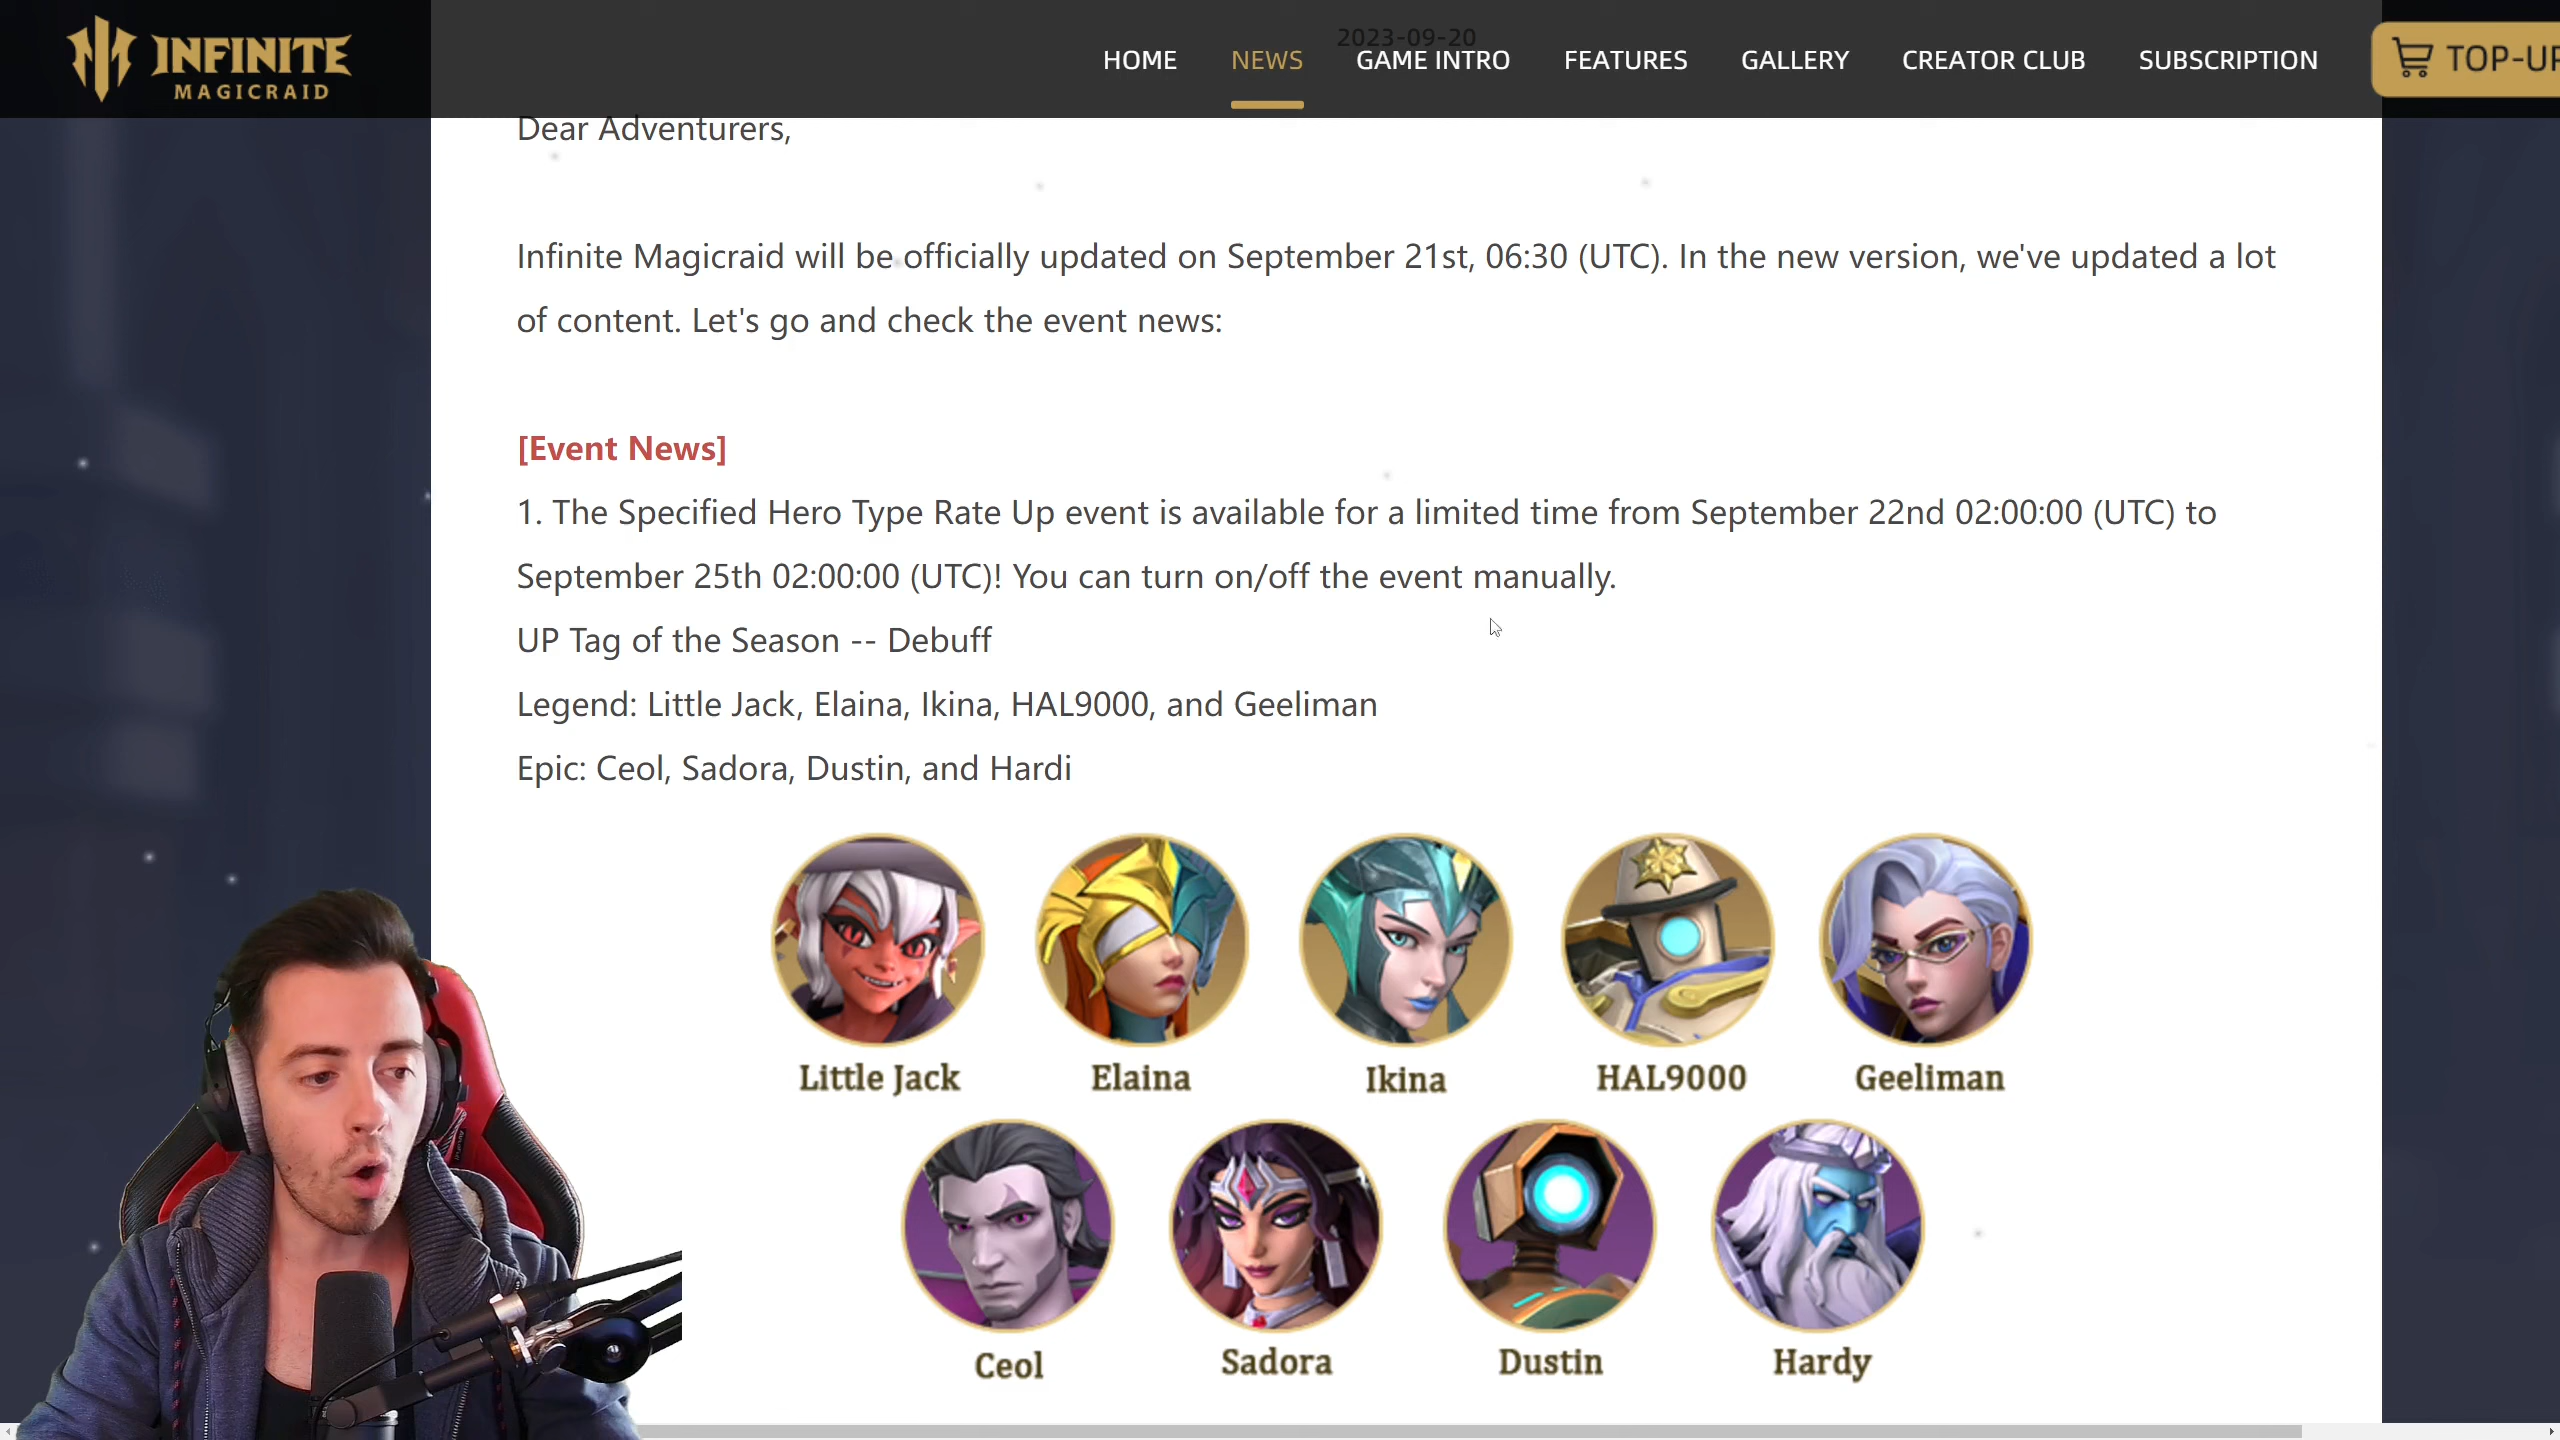 INFINITE
MAGICRAID
2023-09-20
HOME NEWS GAME INTRO FEATURES GALLERY CREATOR CLUB SUBSCRIPTION TOP-UP
Dear Adventurers,
Infinite Magicraid will be officially updated on September 21st, 06:30 (UTC). In the new version, we've updated a lot
of content. Let's go and check the event news:
[Event News]
1. The Specified Hero Type Rate Up event is available for a limited time from September 22nd 02:00:00 (UTC) to
September 25th 02:00:00 (UTC)! You can turn on/off the event manually.
UP Tag of the Season -- Debuff
Legend: Little Jack, Elaina, Ikina, HAL9000, and Geeliman
Epic: Ceol, Sadora, Dustin, and Hardi
Little Jack Elaina Ikina HAL9000 Geeliman
Ceol Sadora Dustin Hardy